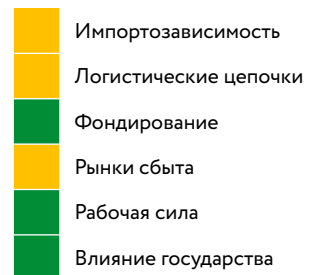 Импортозависимость
Логистические цепочки
Фондирование
Рынки сбыта
Рабочая сила
Влияние государства